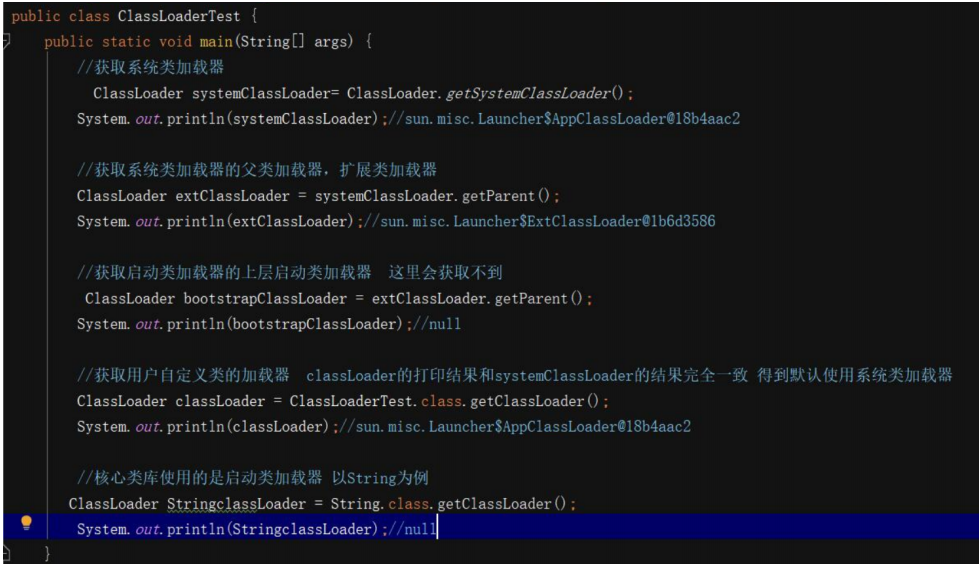 public class ClassLoaderTest {
public static void main(String[] args) {
//获取系统类加载器
ClassLoader systemClassLoader= ClassLoader.getSystemClassLoader();
System.out.println(systemClassLoader);//sun.misc.Launcher$AppClassLoader@18b4aac2
//获取系统类加载器的父类加载器，扩展类加载器
ClassLoader extClassLoader = systemClassLoader.getParent();
System.out.println(extClassLoader);//sun.misc.Launcher$ExtClassLoader@1b6d3586
//获取启动类加载器的上层启动类加载器 这里会获取不到
ClassLoader bootstrapClassLoader = extClassLoader.getParent();
System.out.println(bootstrapClassLoader);//null
//获取用户自定义类的加载器 classLoader的打印结果和systemClassLoader的结果完全一致 得到默认使用系统类加载器
ClassLoader classLoader = ClassLoaderTest.class.getClassLoader();
System.out.println(classLoader);//sun.misc.Launcher$AppClassLoader@18b4aac2
//核心类库使用的是启动类加载器 以String为例
ClassLoader StringclassLoader = String.class.getClassLoader();
System.out.println(StringclassLoader);//null
}